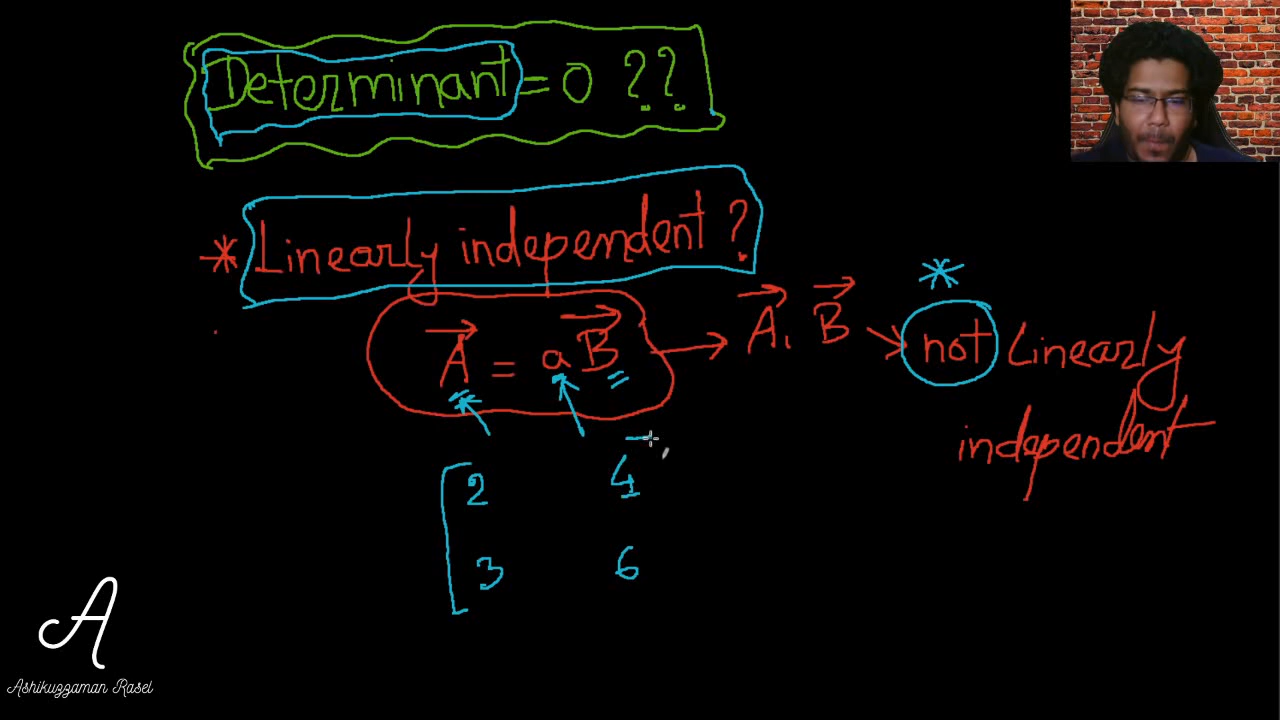 Determinant = 0 ??
* Linearly independent ?
A = aB → A, B → not Linearly
independent
2 4
3 6
A
Ashikuzzaman Rasel